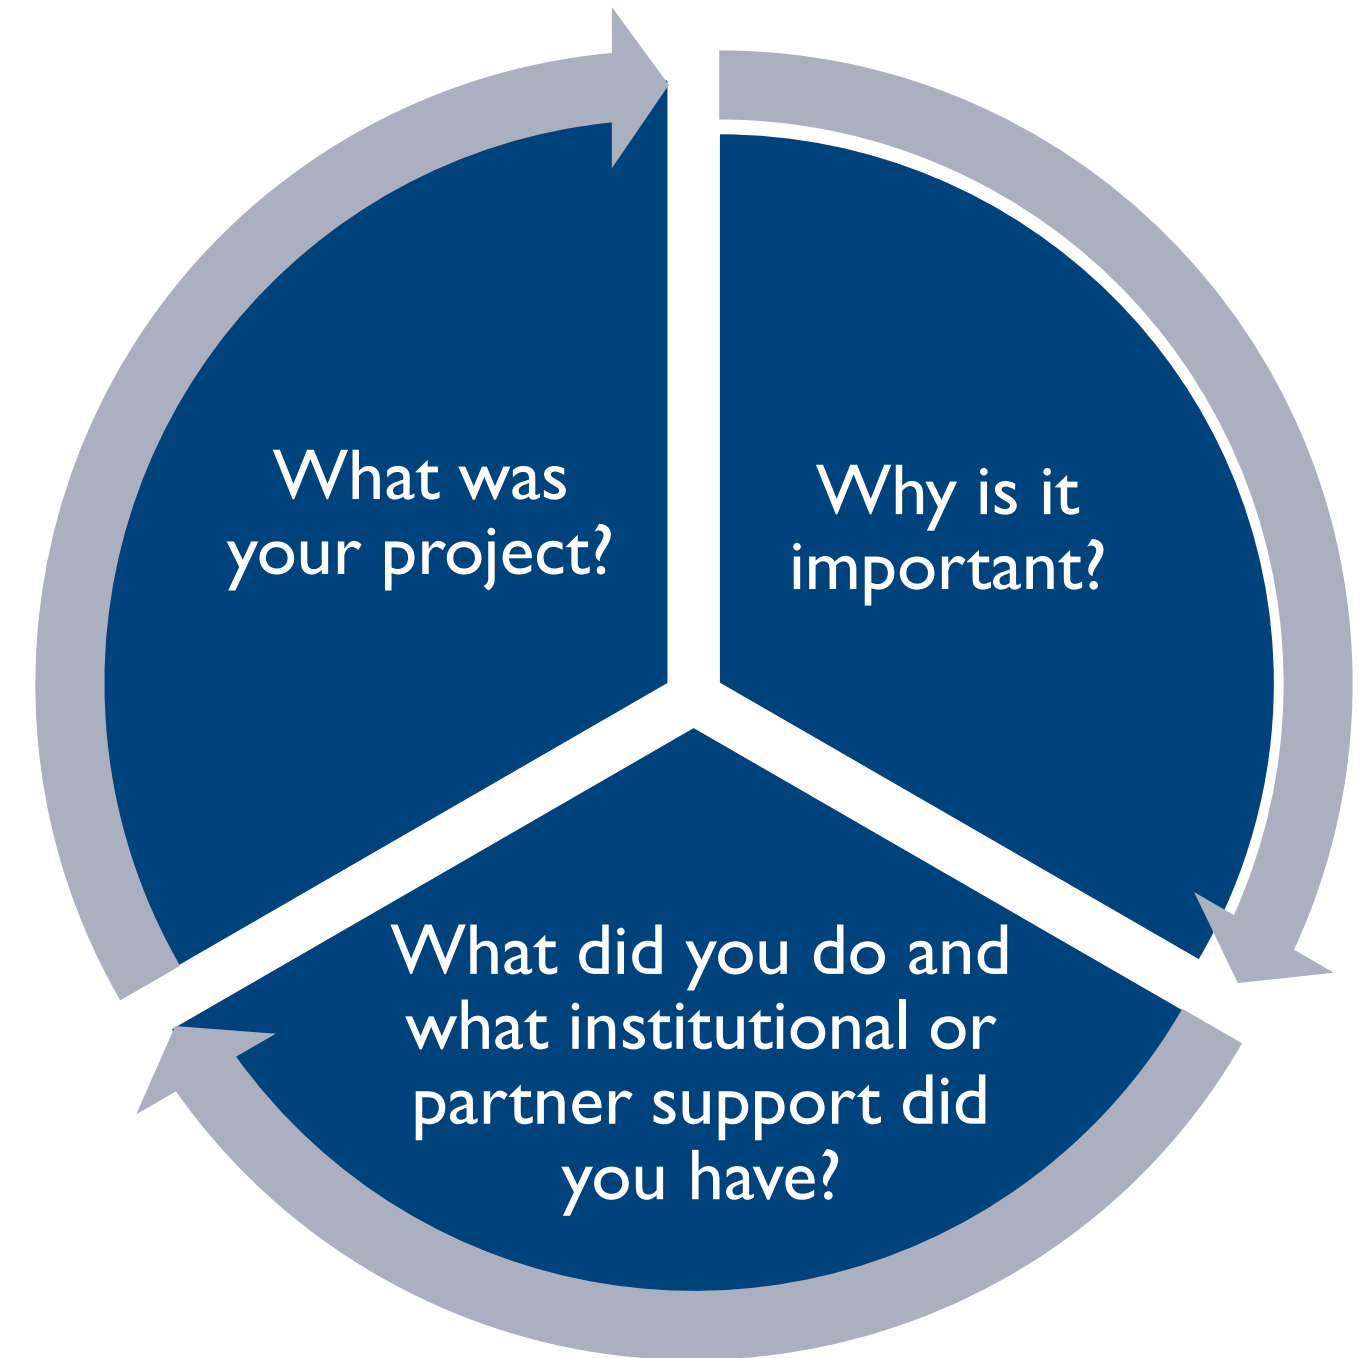 What was
your project?
Why is it
important?
What did you do and
what institutional or
partner support did
you have?